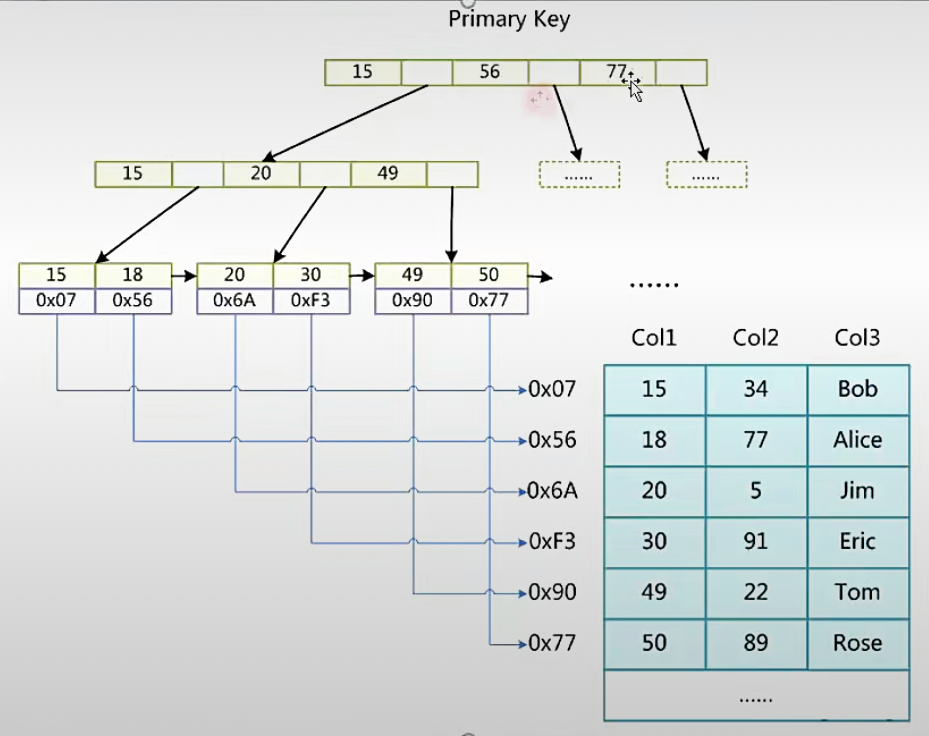 Primary Key
15 56 77
15 20 49 ...... ......
15 18 20 30 49 50
0x07 0x56 0x6A 0xF3 0x90 0x77
......
Col1 Col2 Col3
0x07 15 34 Bob
0x56 18 77 Alice
0x6A 20 5 Jim
0xF3 30 91 Eric
0x90 49 22 Tom
0x77 50 89 Rose
......